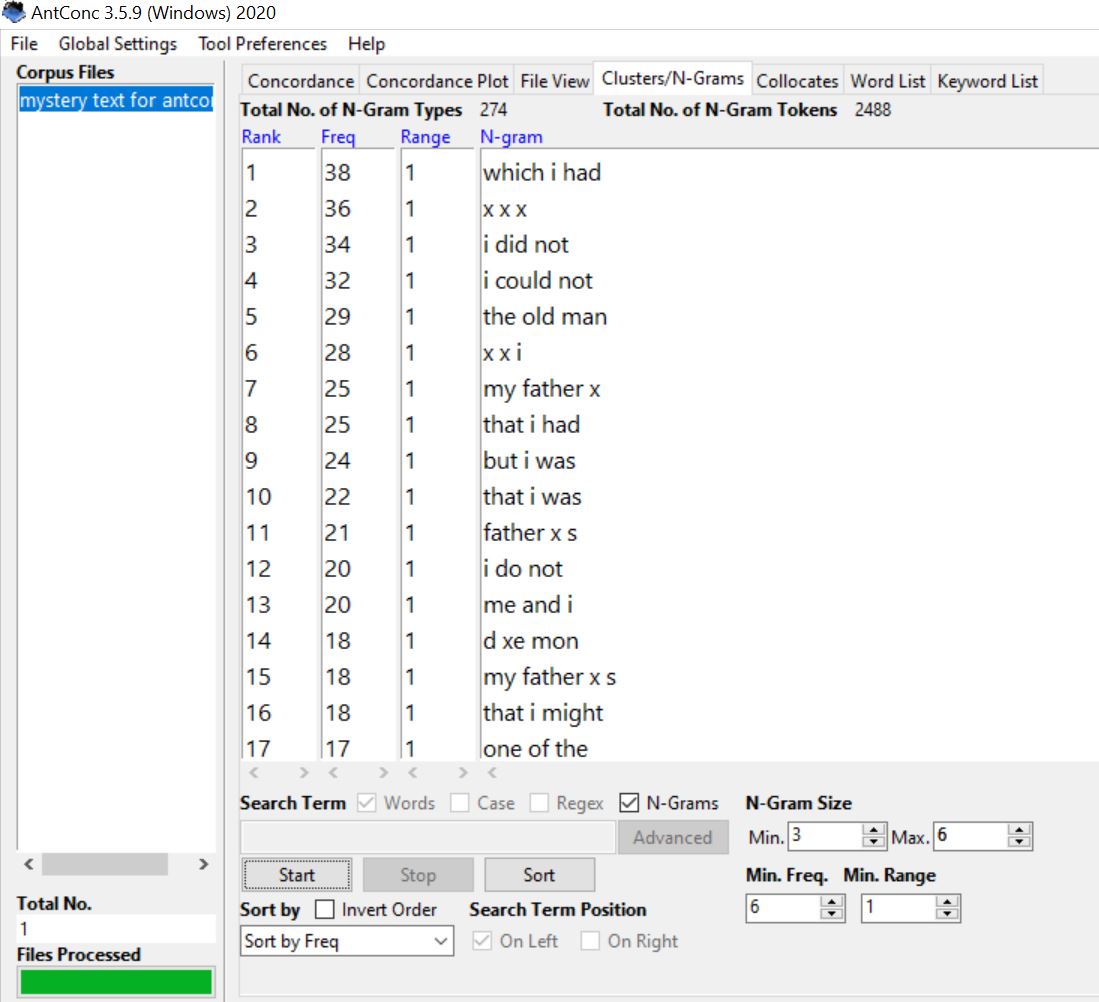 AntConc 3.5.9 (Windows) 2020
File Global Settings Tool Preferences Help
Corpus Files
mystery text for antco
Concordance Concordance Plot File View Clusters/N-Grams Collocates Word List Keyword List
Total No. of N-Gram Types 274 Total No. of N-Gram Tokens 2488
Rank Freq Range N-gram
1 38 1 which i had
2 36 1 x x x
3 34 1 i did not
4 32 1 i could not
5 29 1 the old man
6 28 1 x x i
7 25 1 my father x
8 25 1 that i had
9 24 1 but i was
10 22 1 that i was
11 21 1 father x s
12 20 1 i do not
13 20 1 me and i
14 18 1 d xe mon
15 18 1 my father x s
16 18 1 that i might
17 17 1 one of the
Search Term Words Case Regex N-Grams N-Gram Size
Advanced Min. 3 Max. 6
Start Stop Sort Min. Freq. Min. Range
Sort by Invert Order Search Term Position 6 1
Sort by Freq On Left On Right
Total No.
1
Files Processed